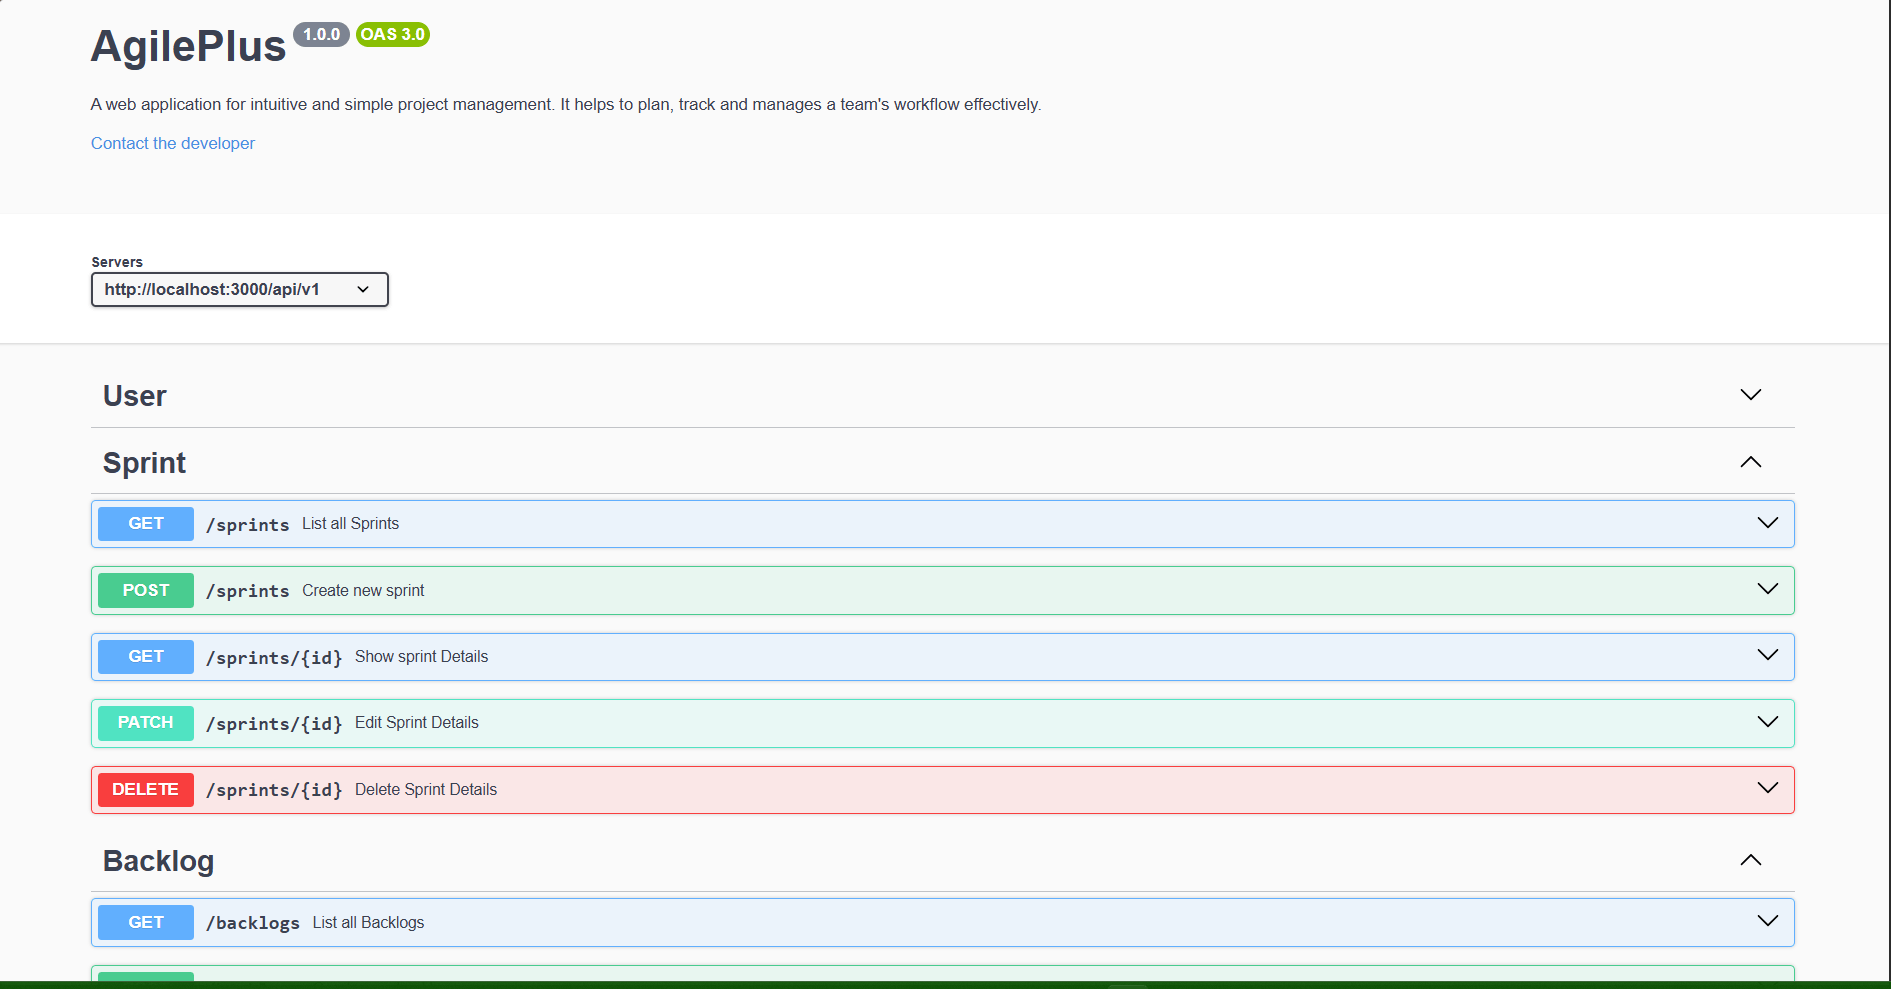 AgilePlus 1.0.0 OAS 3.0
A web application for intuitive and simple project management. It helps to plan, track and manages a team's workflow effectively.
Contact the developer
Servers
http://localhost:3000/api/v1
User
Sprint
GET /sprints List all Sprints
POST /sprints Create new sprint
GET /sprints/{id} Show sprint Details
PATCH /sprints/{id} Edit Sprint Details
DELETE /sprints/{id} Delete Sprint Details
Backlog
GET /backlogs List all Backlogs